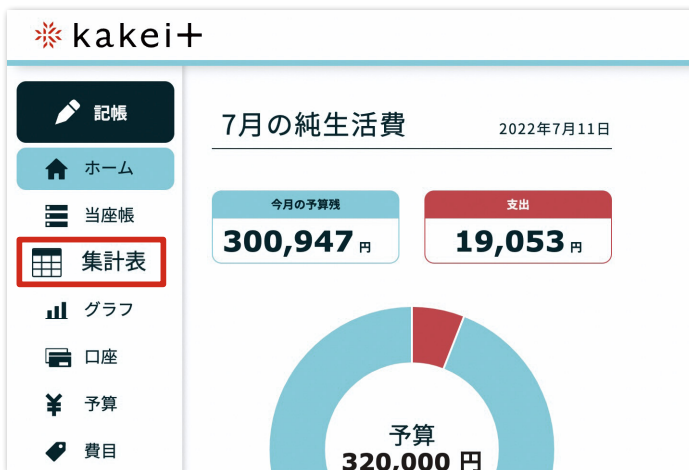 kakei+
記帳
ホーム
当座帳
集計表
グラフ
口座
予算
費目
7月の純生活費
2022年7月11日
今月の予算残
300,947 円
支出
19,053 円
予算
320,000 円